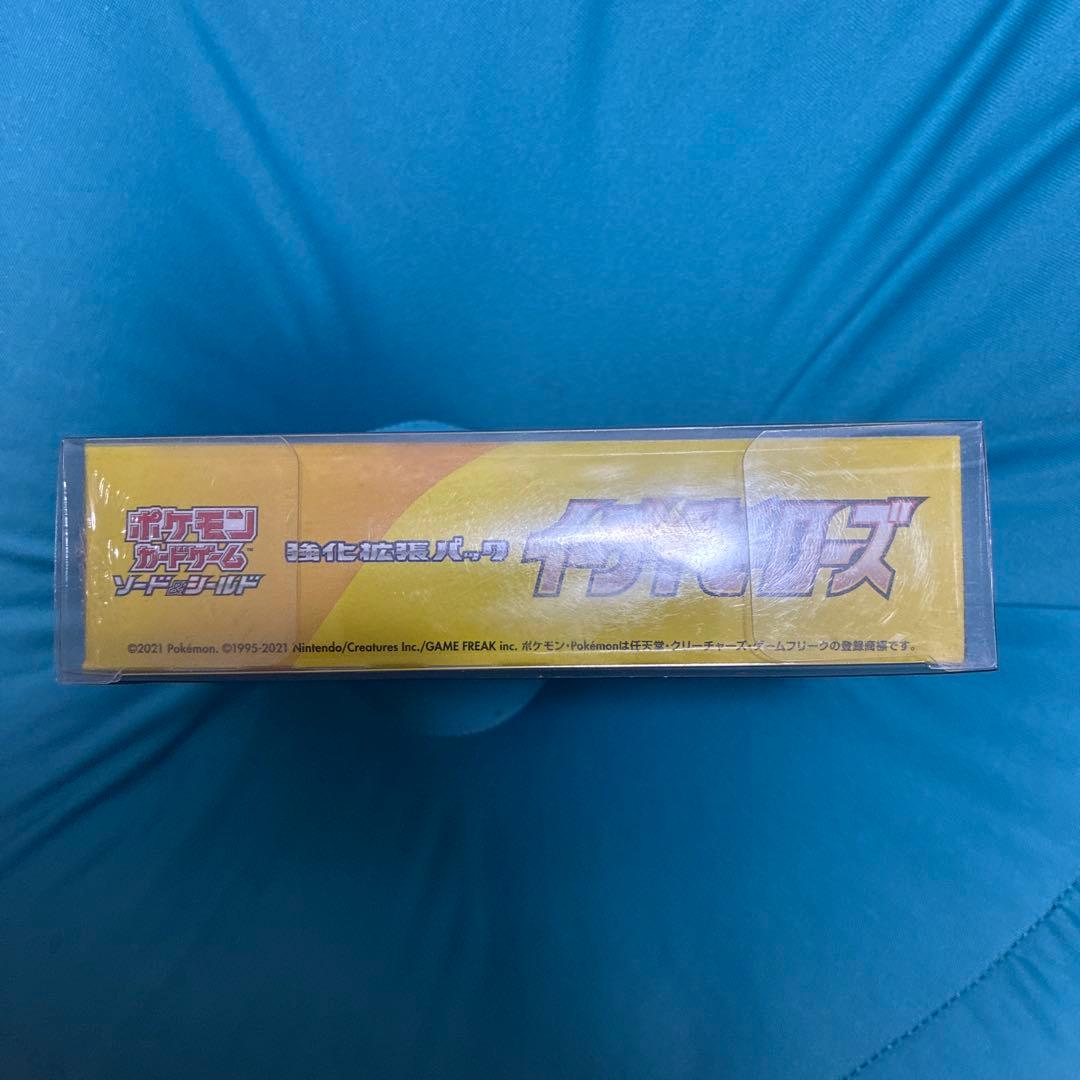 ポケモン
カードゲーム™
ソード&シールド
強化拡張パック
イーブイヒーローズ
©2021 Pokémon. ©1995-2021 Nintendo/Creatures Inc./GAME FREAK inc. ポケモン・Pokémonは任天堂・クリーチャーズ・ゲームフリークの登録商標です。